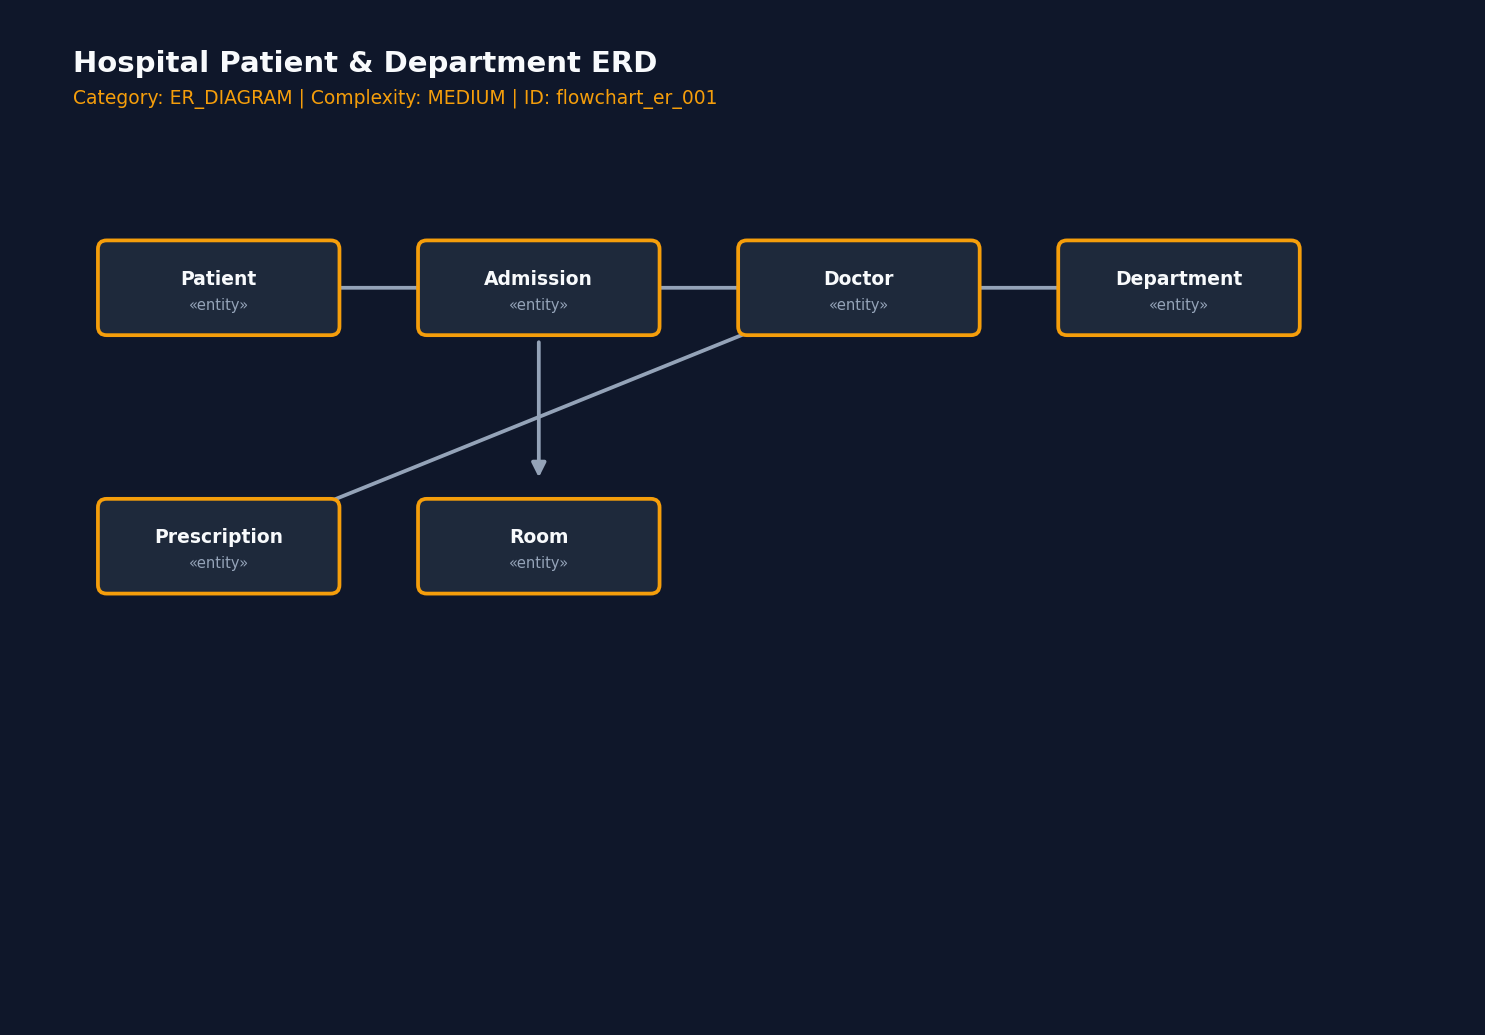 Hospital Patient & Department ERD
Category: ER_DIAGRAM | Complexity: MEDIUM | ID: flowchart_er_001
Patient
«entity»
Admission
«entity»
Doctor
«entity»
Department
«entity»
Prescription
«entity»
Room
«entity»